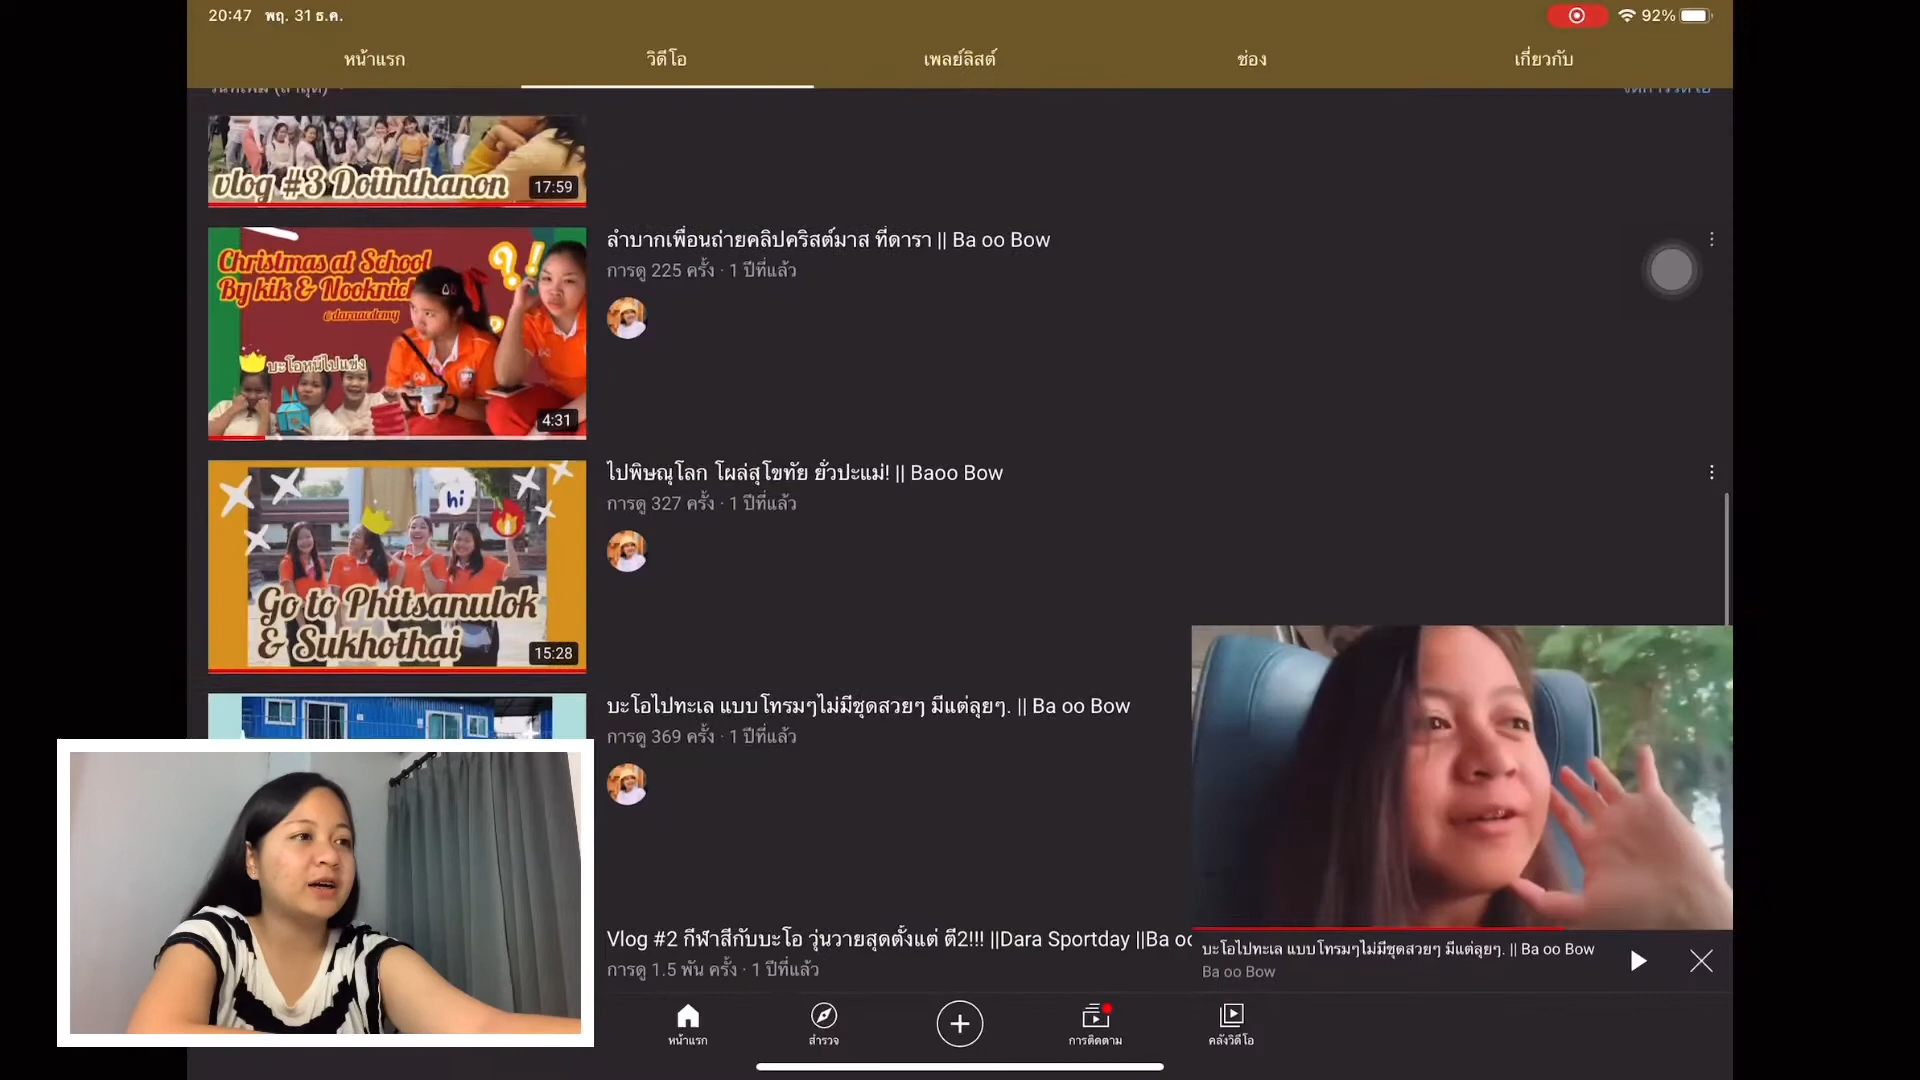 20:47 พฤ. 31 ธ.ค.
92%
หน้าแรก
วิดีโอ
เพลย์ลิสต์
ช่อง
เกี่ยวกับ
vlog #3 Doiinthanon
17:59
Christmas at School
By kik & Nooknick
@daraacdemy
บะโอหนีไปแข่ง
4:31
ลำบากเพื่อนถ่ายคลิปคริสต์มาส ที่ดารา || Ba oo Bow
การดู 225 ครั้ง · 1 ปีที่แล้ว
hi
Go to Phitsanulok
& Sukhothai
15:28
ไปพิษณุโลก โผล่สุโขทัย ยั่วปะแม่! || Baoo Bow
การดู 327 ครั้ง · 1 ปีที่แล้ว
บะโอไปทะเล แบบโทรมๆไม่มีชุดสวยๆ มีแต่ลุยๆ. || Ba oo Bow
การดู 369 ครั้ง · 1 ปีที่แล้ว
Vlog #2 กีฬาสีกับบะโอ วุ่นวายสุดตั้งแต่ ตี2!!! ||Dara Sportday ||Ba oo
การดู 1.5 พัน ครั้ง · 1 ปีที่แล้ว
บะโอไปทะเล แบบโทรมๆไม่มีชุดสวยๆ มีแต่ลุยๆ. || Ba oo Bow
Ba oo Bow
หน้าแรก
สำรวจ
การติดตาม
คลังวิดีโอ